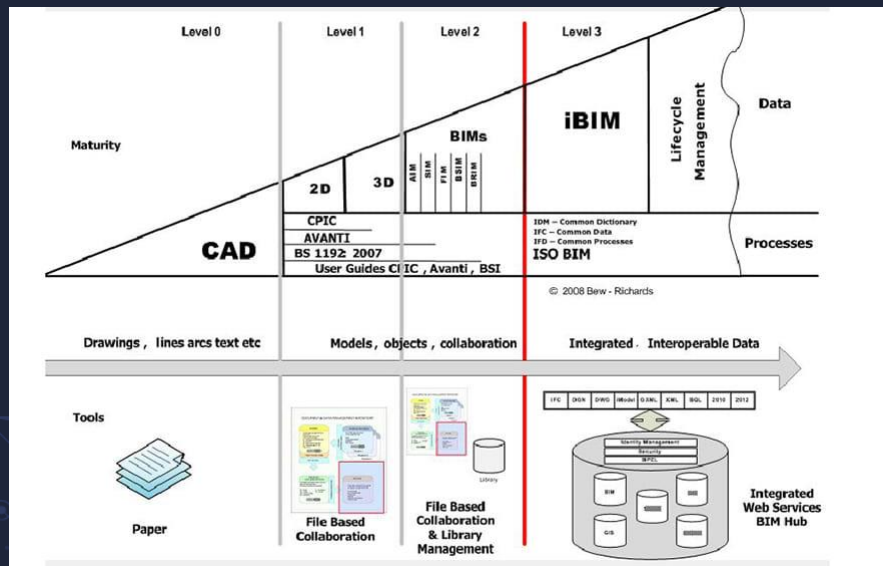 Level 0
Level 1
Level 2
Level 3
Maturity
Data
Processes
CAD
2D
3D
BIMs
AIM
SIM
FIM
BSIM
BRIM
iBIM
Lifecycle
Management
CPIC
AVANTI
BS 1192: 2007
User Guides CPIC , Avanti , BSI
IDM – Common Dictionary
IFC – Common Data
IFD – Common Processes
ISO BIM
© 2008 Bew - Richards
Drawings , lines arcs text etc
Models , objects , collaboration
Integrated . Interoperable Data
Tools
Paper
File Based
Collaboration
Library
File Based
Collaboration
& Library
Management
IFC
DGN
DWG
iModel
XML
2010
2012
Identity Management
Security
BIM
GIS
Integrated
Web Services
BIM Hub